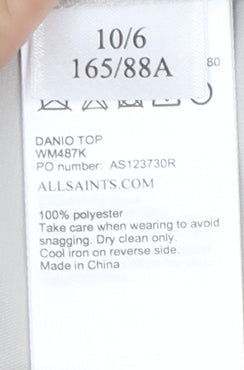 10/6
165/88A
80
DANIO TOP
WM487K
PO number: AS123730R
ALLSAINTS.COM
100% polyester
Take care when wearing to avoid
snagging. Dry clean only.
Cool iron on reverse side.
Made in China